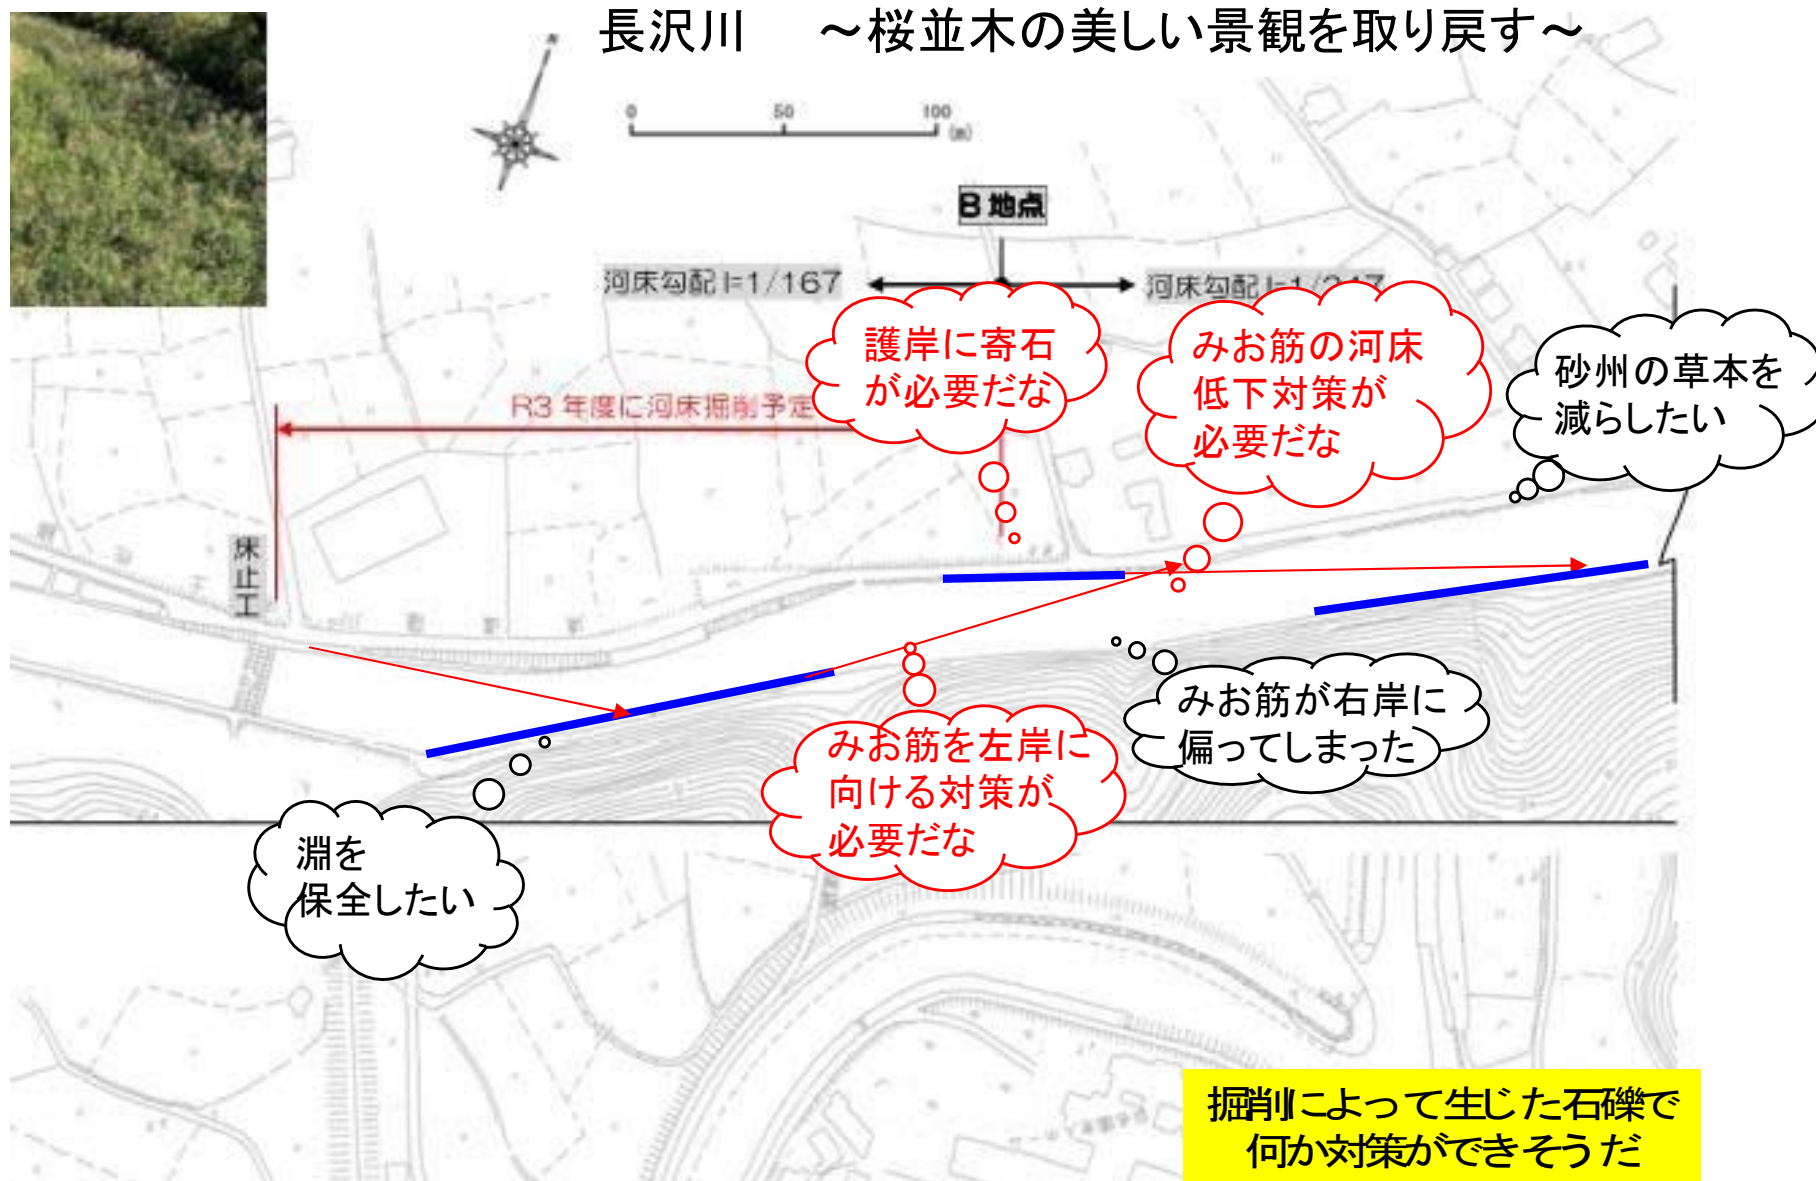 長沢川　～桜並木の美しい景観を取り戻す～
0 50 100 (m)
B 地点
河床勾配 I=1/167
河床勾配 I=1/
護岸に寄石
が必要だな
みお筋の河床
低下対策が
必要だな
砂州の草本を
減らしたい
R3 年度に河床掘削予定
床止工
みお筋を左岸に
向ける対策が
必要だな
みお筋が右岸に
偏ってしまった
淵を
保全したい
掘削によって生じた石礫で
何か対策ができそうだ